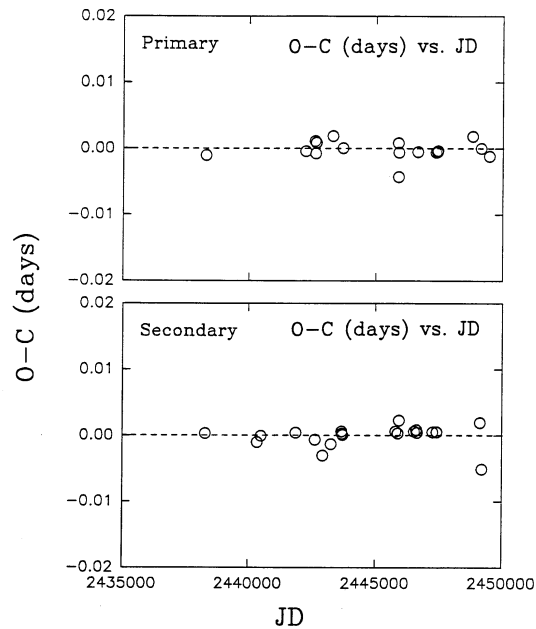 0.02
Primary
O−C (days) vs. JD
0.01
0.00
−0.01
−0.02
O−C (days)
0.02
Secondary
O−C (days) vs. JD
0.01
0.00
−0.01
−0.02
2435000
2440000
2445000
2450000
JD